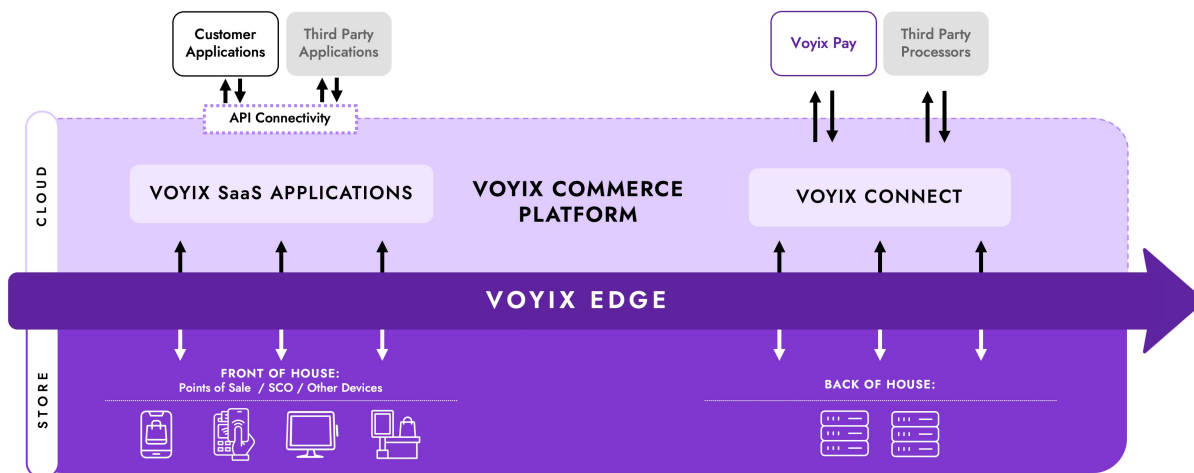 Customer
Applications
Third Party
Applications
Voyix Pay
Third Party
Processors
API Connectivity
CLOUD
VOYIX SaaS APPLICATIONS
VOYIX COMMERCE
PLATFORM
VOYIX CONNECT
VOYIX EDGE
STORE
FRONT OF HOUSE:
Points of Sale / SCO / Other Devices
BACK OF HOUSE: